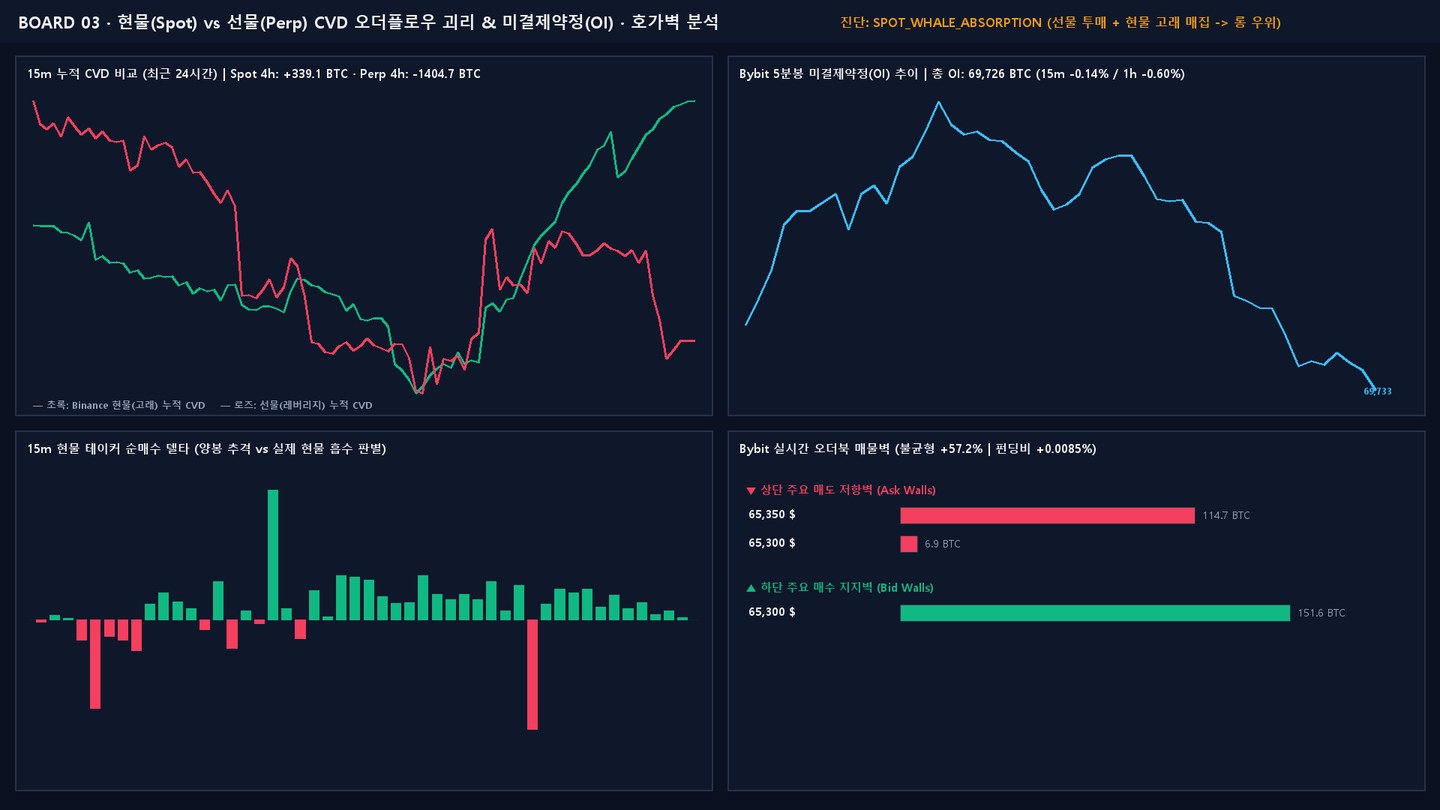 BOARD 03 · 현물(Spot) vs 선물(Perp) CVD 오더플로우 괴리 & 미결제약정(OI) · 호가벽 분석
진단: SPOT_WHALE_ABSORPTION (선물 투매 + 현물 고래 매집 -> 롱 우위)
15m 누적 CVD 비교 (최근 24시간) | Spot 4h: +339.1 BTC · Perp 4h: -1404.7 BTC
— 초록: Binance 현물(고래) 누적 CVD
— 로즈: 선물(레버리지) 누적 CVD
Bybit 5분봉 미결제약정(OI) 추이 | 총 OI: 69,726 BTC (15m -0.14% / 1h -0.60%)
69,733
15m 현물 테이커 순매수 델타 (양봉 추격 vs 실제 현물 흡수 판별)
Bybit 실시간 오더북 매물벽 (불균형 +57.2% | 펀딩비 +0.0085%)
▼ 상단 주요 매도 저항벽 (Ask Walls)
65,350 $ 114.7 BTC
65,300 $ 6.9 BTC
▲ 하단 주요 매수 지지벽 (Bid Walls)
65,300 $ 151.6 BTC